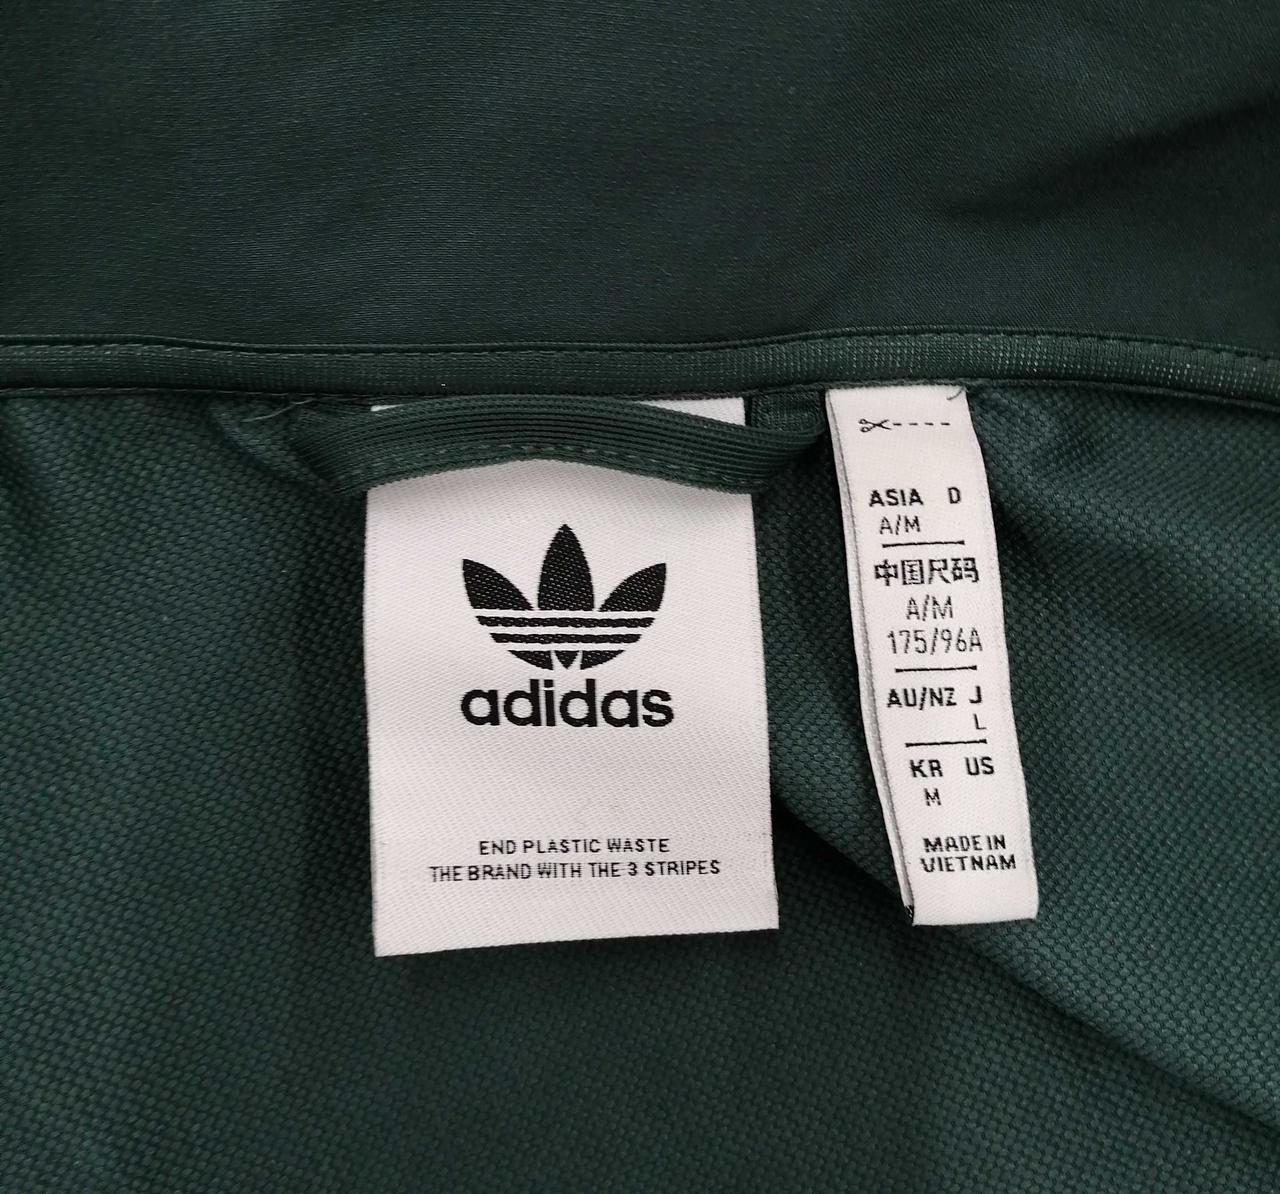 adidas
END PLASTIC WASTE
THE BRAND WITH THE 3 STRIPES
ASIA D
A/M
中国尺码
A/M
175/96A
AU/NZ J
L
KR US
M
MADE IN
VIETNAM